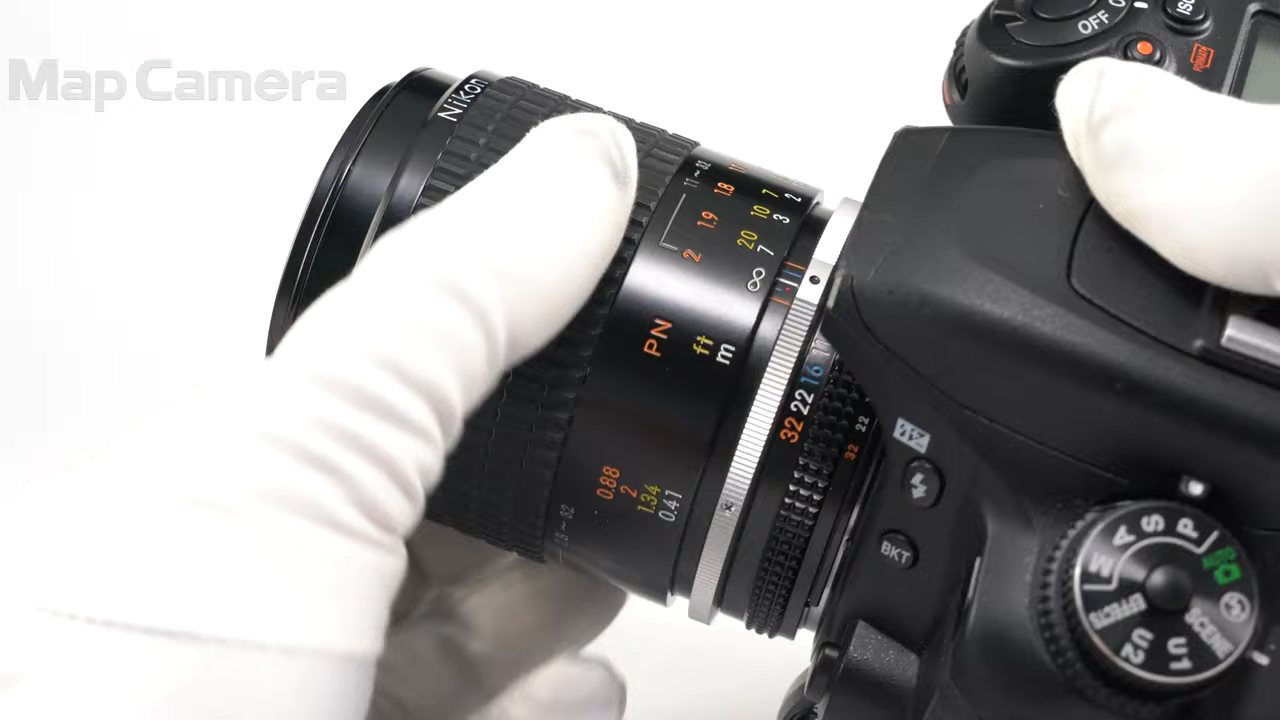 Map Camera
Nikon
OFF
ISO
FORMAT
11~32
2 1.9 1.8 11
20 10 7
∞ 7 3 2
PN
ft
m
0.88
2
1.34
0.41
32 22 16
32 22
BKT
M A S P AUTO
EFFECTS U2 U1 SCENE